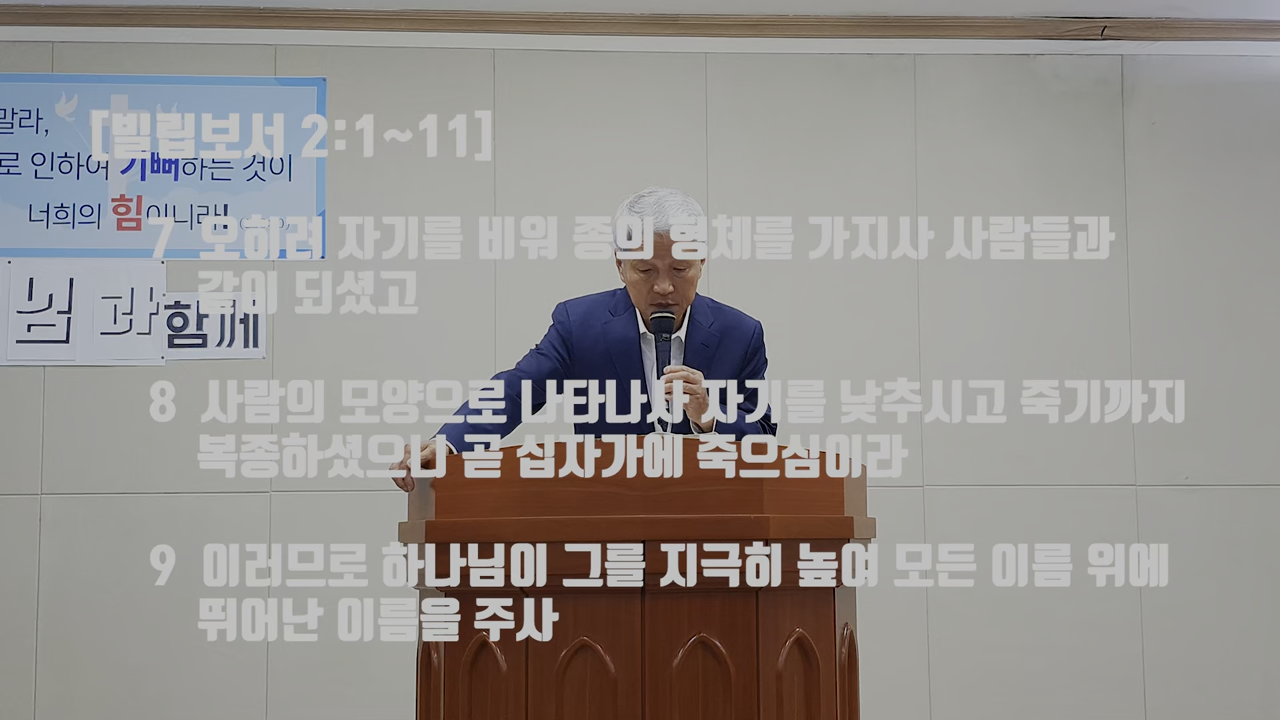 말라,
로 인하여 기뻐하는 것이
너희의 힘이니라!
님과 함께
[빌립보서 2:1~11]
7 오히려 자기를 비워 종의 형체를 가지사 사람들과
같이 되셨고
8 사람의 모양으로 나타나사 자기를 낮추시고 죽기까지
복종하셨으니 곧 십자가에 죽으심이라
9 이러므로 하나님이 그를 지극히 높여 모든 이름 위에
뛰어난 이름을 주사